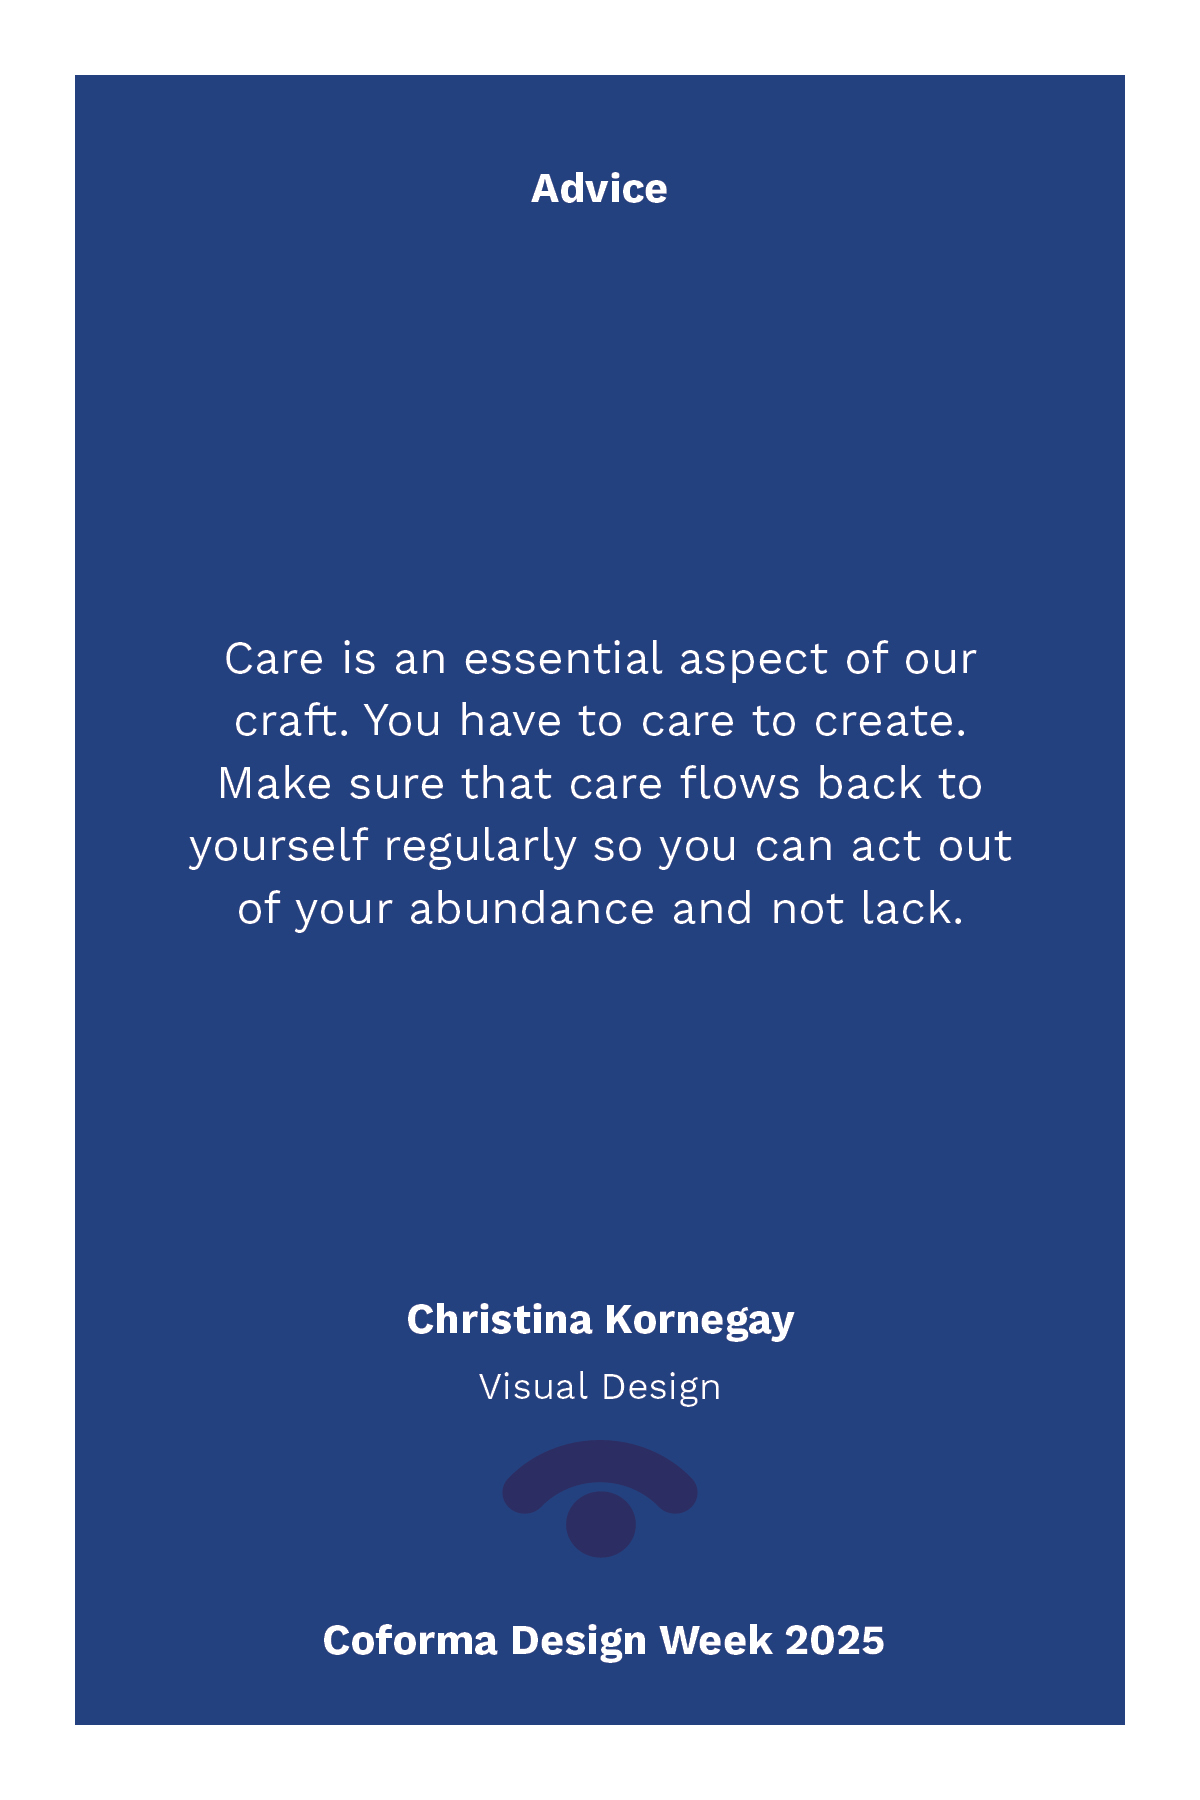 Advice
Care is an essential aspect of our
craft. You have to care to create.
Make sure that care flows back to
yourself regularly so you can act out
of your abundance and not lack.
Christina Kornegay
Visual Design
Coforma Design Week 2025